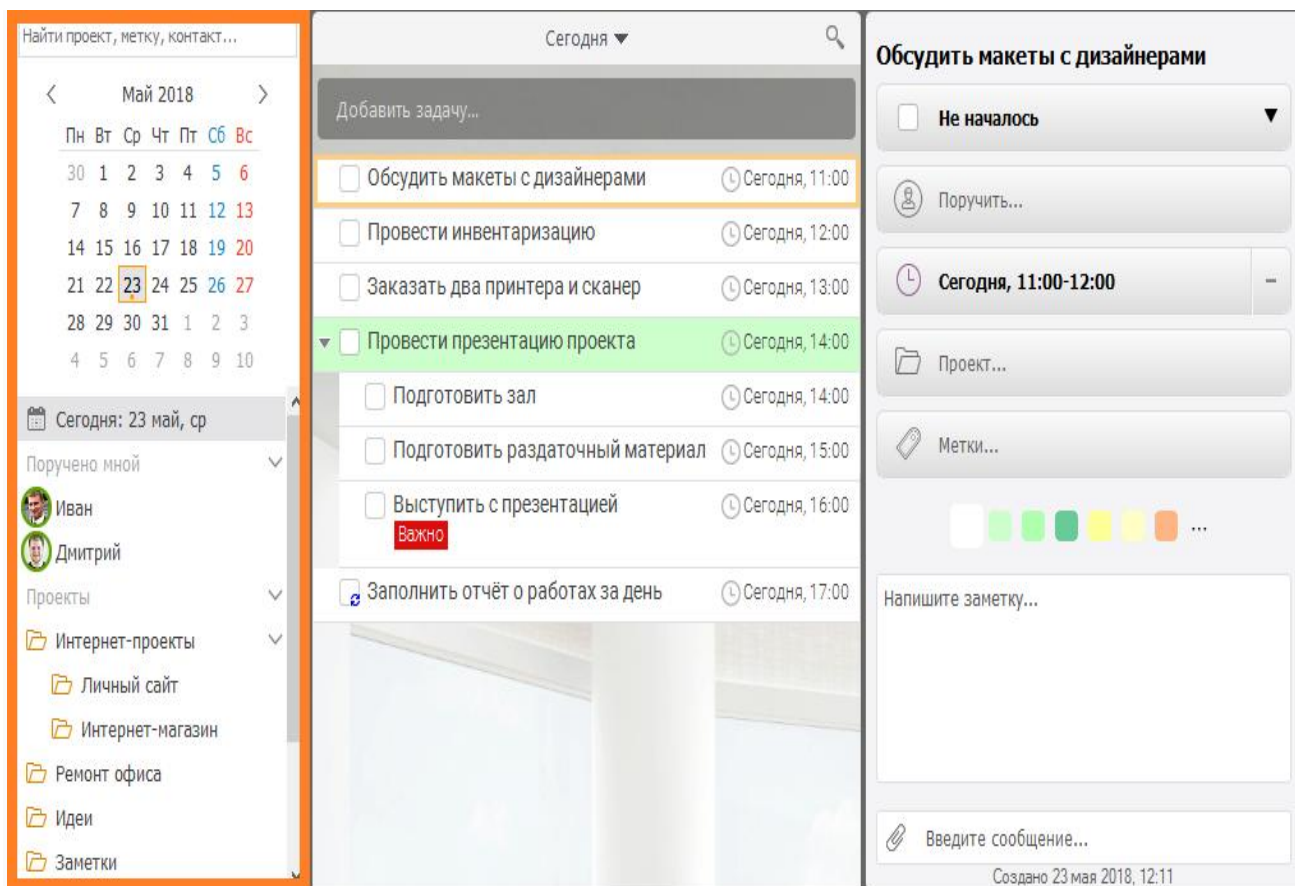 Найти проект, метку, контакт...
Май 2018
Пн Вт Ср Чт Пт Сб Вс
30 1 2 3 4 5 6
7 8 9 10 11 12 13
14 15 16 17 18 19 20
21 22 23 24 25 26 27
28 29 30 31 1 2 3
4 5 6 7 8 9 10
Сегодня: 23 май, ср
Поручено мной
Иван
Дмитрий
Проекты
Интернет-проекты
Личный сайт
Интернет-магазин
Ремонт офиса
Идеи
Заметки
Сегодня
Добавить задачу...
Обсудить макеты с дизайнерами Сегодня, 11:00
Провести инвентаризацию Сегодня, 12:00
Заказать два принтера и сканер Сегодня, 13:00
Провести презентацию проекта Сегодня, 14:00
Подготовить зал Сегодня, 14:00
Подготовить раздаточный материал Сегодня, 15:00
Выступить с презентацией Сегодня, 16:00
Важно
Заполнить отчёт о работах за день Сегодня, 17:00
Обсудить макеты с дизайнерами
Не началось
Поручить...
Сегодня, 11:00-12:00
Проект...
Метки...
...
Напишите заметку...
Введите сообщение...
Создано 23 мая 2018, 12:11